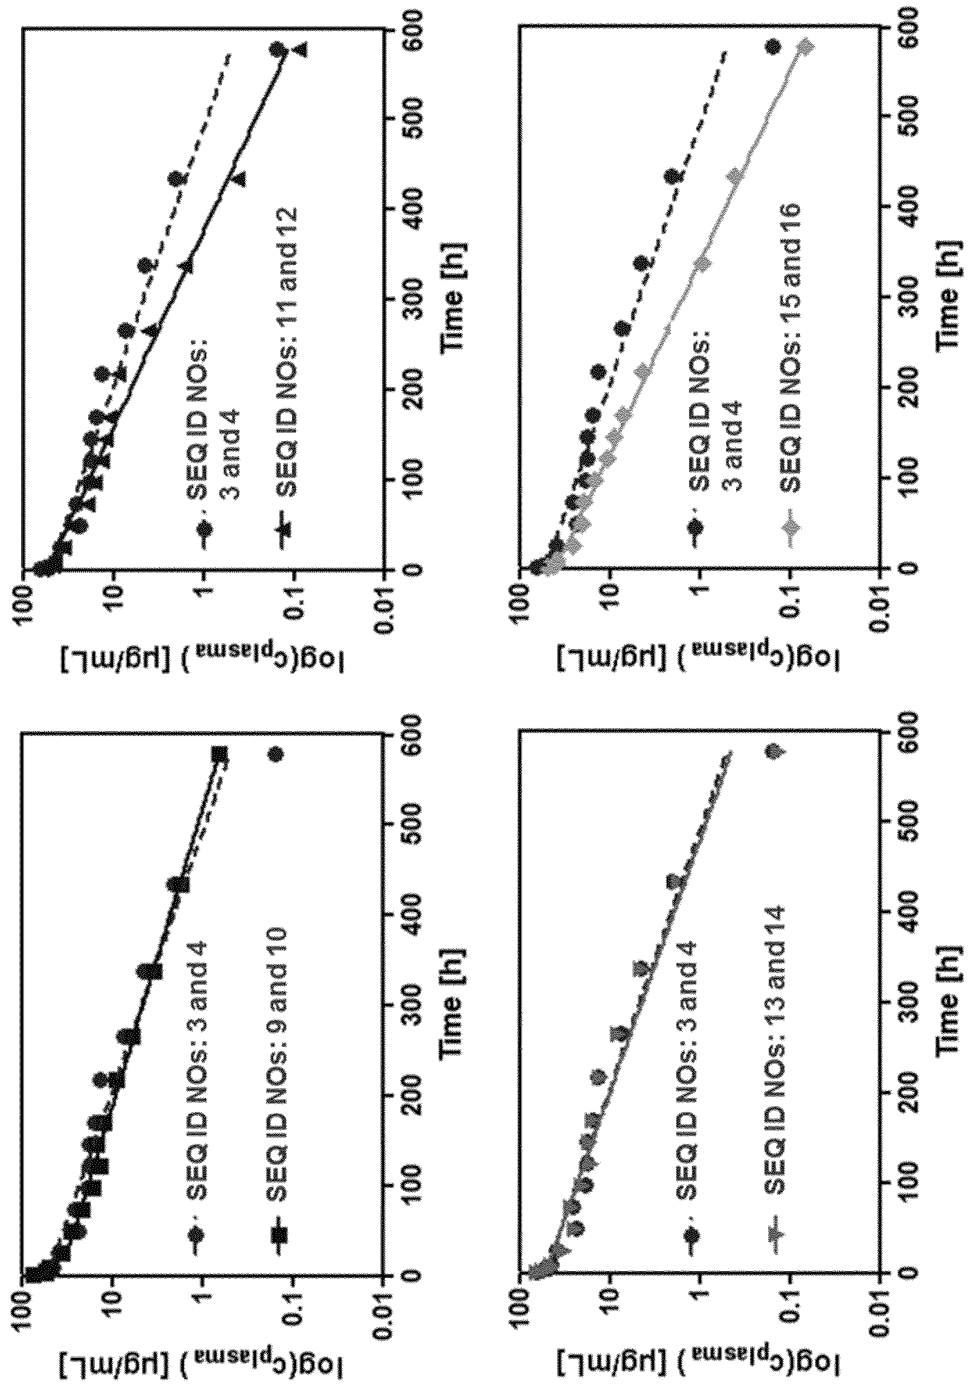 log(cplasma) [µg/mL]
100
10
1
0.1
0.01
SEQ ID NOs: 3 and 4
SEQ ID NOs: 9 and 10
0 100 200 300 400 500 600
Time [h]
log(cplasma) [µg/mL]
100
10
1
0.1
0.01
SEQ ID NOs:
3 and 4
SEQ ID NOs: 11 and 12
0 100 200 300 400 500 600
Time [h]
log(cplasma) [µg/mL]
100
10
1
0.1
0.01
SEQ ID NOs: 3 and 4
SEQ ID NOs: 13 and 14
0 100 200 300 400 500 600
Time [h]
log(cplasma) [µg/mL]
100
10
1
0.1
0.01
SEQ ID NOs:
3 and 4
SEQ ID NOs: 15 and 16
0 100 200 300 400 500 600
Time [h]